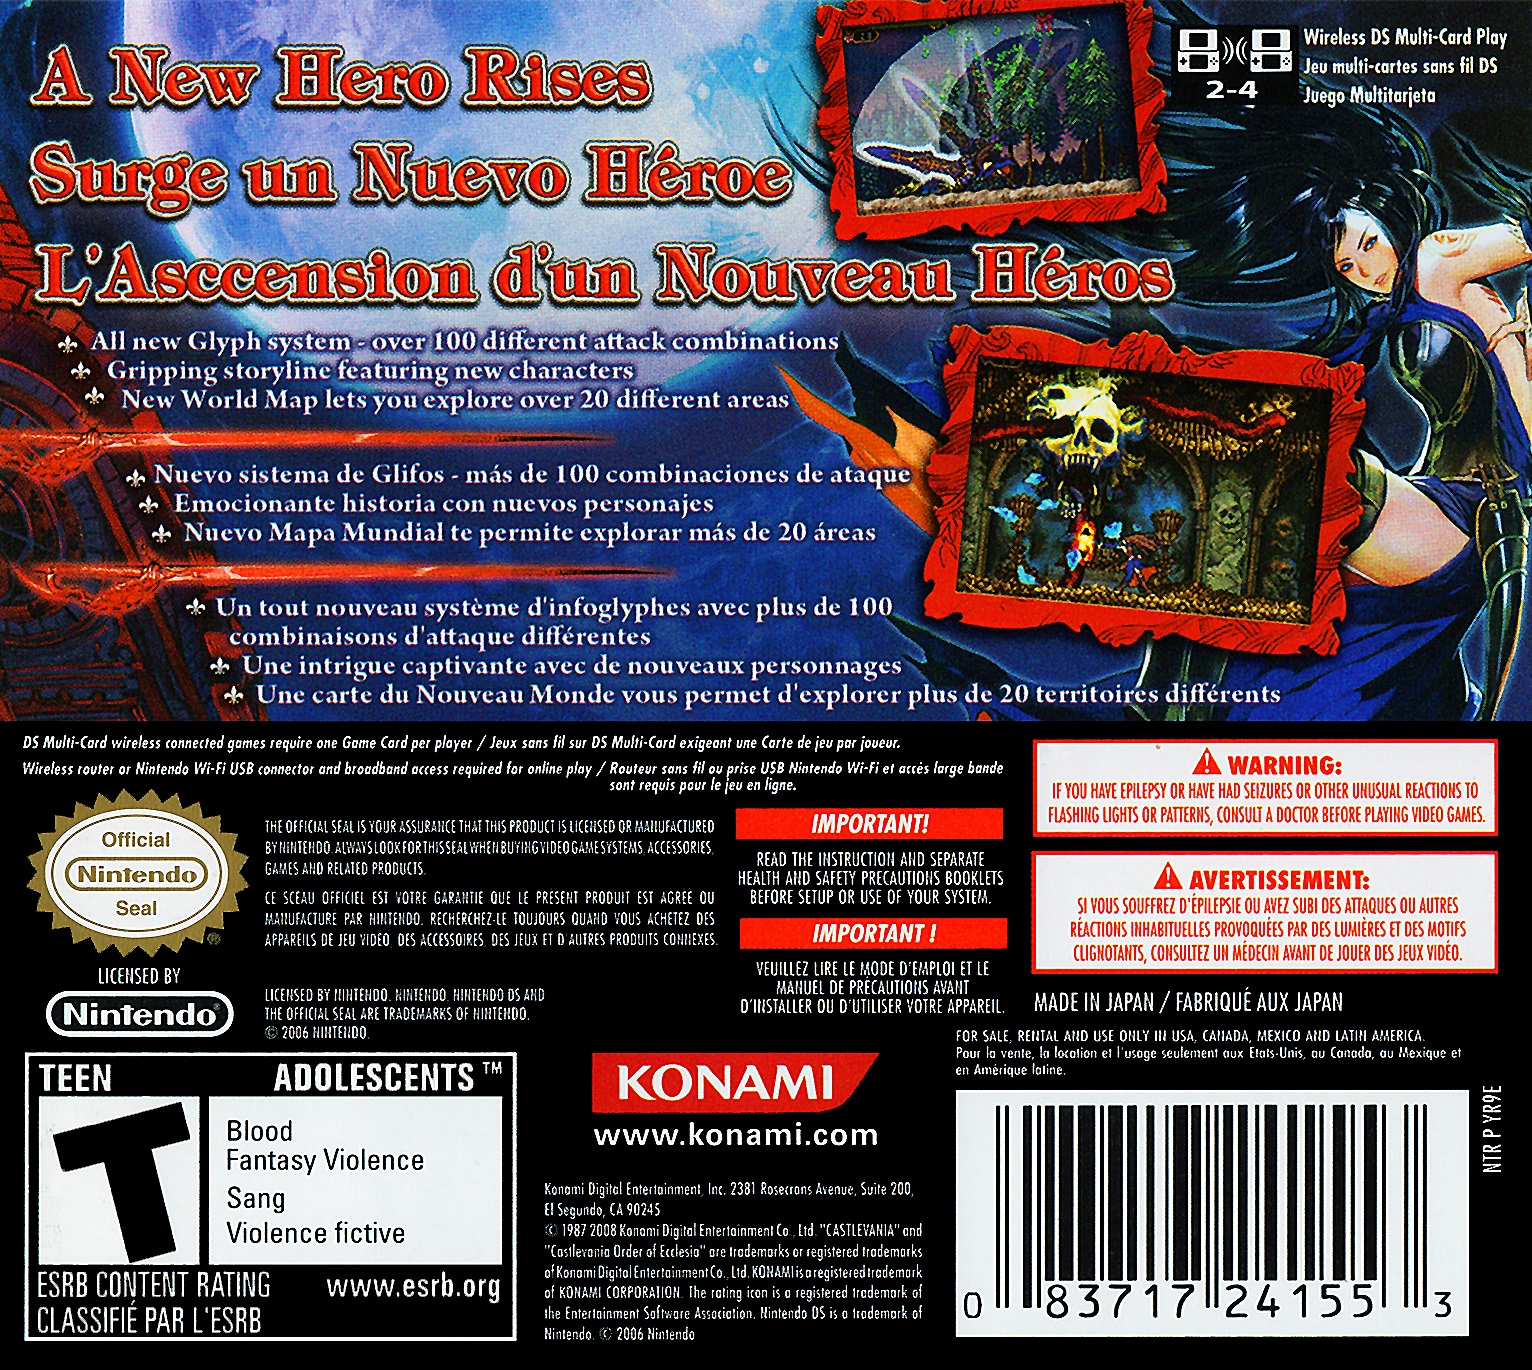 Wireless DS Multi-Card Play
Jeu multi-cartes sans fil DS
Juego Multitarjeta
2-4
A New Hero Rises
Surge un Nuevo Héroe
L'Asccension d'un Nouveau Héros
All new Glyph system - over 100 different attack combinations
Gripping storyline featuring new characters
New World Map lets you explore over 20 different areas
Nuevo sistema de Glifos - más de 100 combinaciones de ataque
Emocionante historia con nuevos personajes
Nuevo Mapa Mundial te permite explorar más de 20 áreas
Un tout nouveau système d'infoglyphes avec plus de 100
combinaisons d'attaque différentes
Une intrigue captivante avec de nouveaux personnages
Une carte du Nouveau Monde vous permet d'explorer plus de 20 territoires différents
DS Multi-Card wireless connected games require one Game Card per player / Jeux sans fil sur DS Multi-Card exigeant une Carte de jeu par joueur.
Wireless router or Nintendo Wi-Fi USB connector and broadband access required for online play / Routeur sans fil ou prise USB Nintendo Wi-Fi et accès large bande
sont requis pour le jeu en ligne.
Official
Nintendo
Seal
®
LICENSED BY
Nintendo®
THE OFFICIAL SEAL IS YOUR ASSURANCE THAT THIS PRODUCT IS LICENSED OR MANUFACTURED
BY NINTENDO. ALWAYS LOOK FOR THIS SEAL WHEN BUYING VIDEO GAME SYSTEMS, ACCESSORIES,
GAMES AND RELATED PRODUCTS.
CE SCEAU OFFICIEL EST VOTRE GARANTIE QUE LE PRÉSENT PRODUIT EST AGRÉÉ OU
MANUFACTURÉ PAR NINTENDO. RECHERCHEZ-LE TOUJOURS QUAND VOUS ACHETEZ DES
APPAREILS DE JEU VIDÉO, DES ACCESSOIRES, DES JEUX ET D'AUTRES PRODUITS CONNEXES.
LICENSED BY NINTENDO. NINTENDO, NINTENDO DS AND
THE OFFICIAL SEAL ARE TRADEMARKS OF NINTENDO.
© 2006 NINTENDO.
IMPORTANT!
READ THE INSTRUCTION AND SEPARATE
HEALTH AND SAFETY PRECAUTIONS BOOKLETS
BEFORE SETUP OR USE OF YOUR SYSTEM.
IMPORTANT !
VEUILLEZ LIRE LE MODE D'EMPLOI ET LE
MANUEL DE PRÉCAUTIONS AVANT
D'INSTALLER OU D'UTILISER VOTRE APPAREIL.
WARNING:
IF YOU HAVE EPILEPSY OR HAVE HAD SEIZURES OR OTHER UNUSUAL REACTIONS TO
FLASHING LIGHTS OR PATTERNS, CONSULT A DOCTOR BEFORE PLAYING VIDEO GAMES.
AVERTISSEMENT:
SI VOUS SOUFFREZ D'ÉPILEPSIE OU AVEZ SUBI DES ATTAQUES OU AUTRES
RÉACTIONS INHABITUELLES PROVOQUÉES PAR DES LUMIÈRES ET DES MOTIFS
CLIGNOTANTS, CONSULTEZ UN MÉDECIN AVANT DE JOUER DES JEUX VIDÉO.
MADE IN JAPAN / FABRIQUÉ AUX JAPAN
FOR SALE, RENTAL AND USE ONLY IN USA, CANADA, MEXICO AND LATIN AMERICA.
Pour la vente, la location et l'usage seulement aux Etats-Unis, au Canada, au Mexique et
en Amérique latine.
TEEN
ADOLESCENTS ™
T
Blood
Fantasy Violence
Sang
Violence fictive
ESRB CONTENT RATING
www.esrb.org
CLASSIFIÉ PAR L'ESRB
KONAMI
www.konami.com
Konami Digital Entertainment, Inc. 2381 Rosecrans Avenue, Suite 200,
El Segundo, CA 90245
© 1987 2008 Konami Digital Entertainment Co., Ltd. "CASTLEVANIA" and
"Castlevania Order of Ecclesia" are trademarks or registered trademarks
of Konami Digital Entertainment Co., Ltd. KONAMI is a registered trademark
of KONAMI CORPORATION. The rating icon is a registered trademark of
the Entertainment Software Association. Nintendo DS is a trademark of
Nintendo. © 2006 Nintendo
NTR P YR9E
0 83717 24155 3